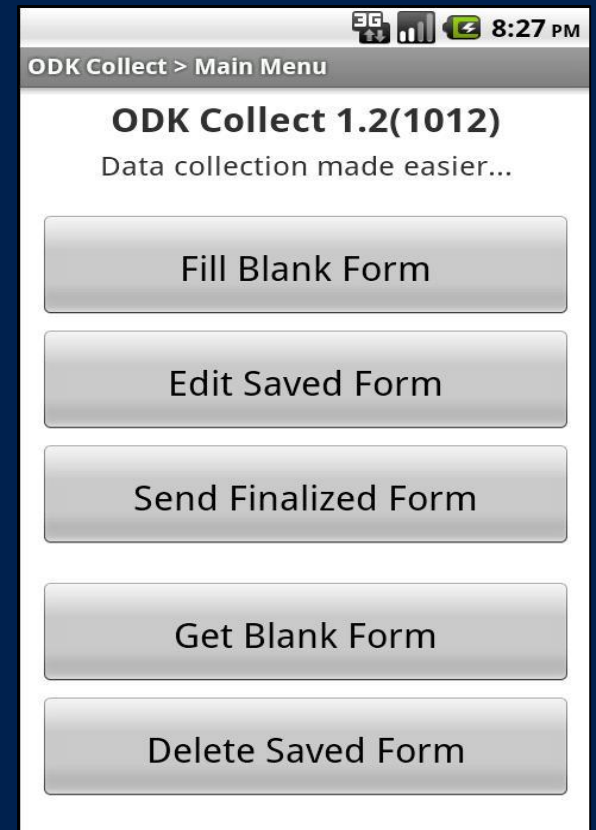 3G 8:27 PM
ODK Collect > Main Menu
ODK Collect 1.2(1012)
Data collection made easier...
Fill Blank Form
Edit Saved Form
Send Finalized Form
Get Blank Form
Delete Saved Form